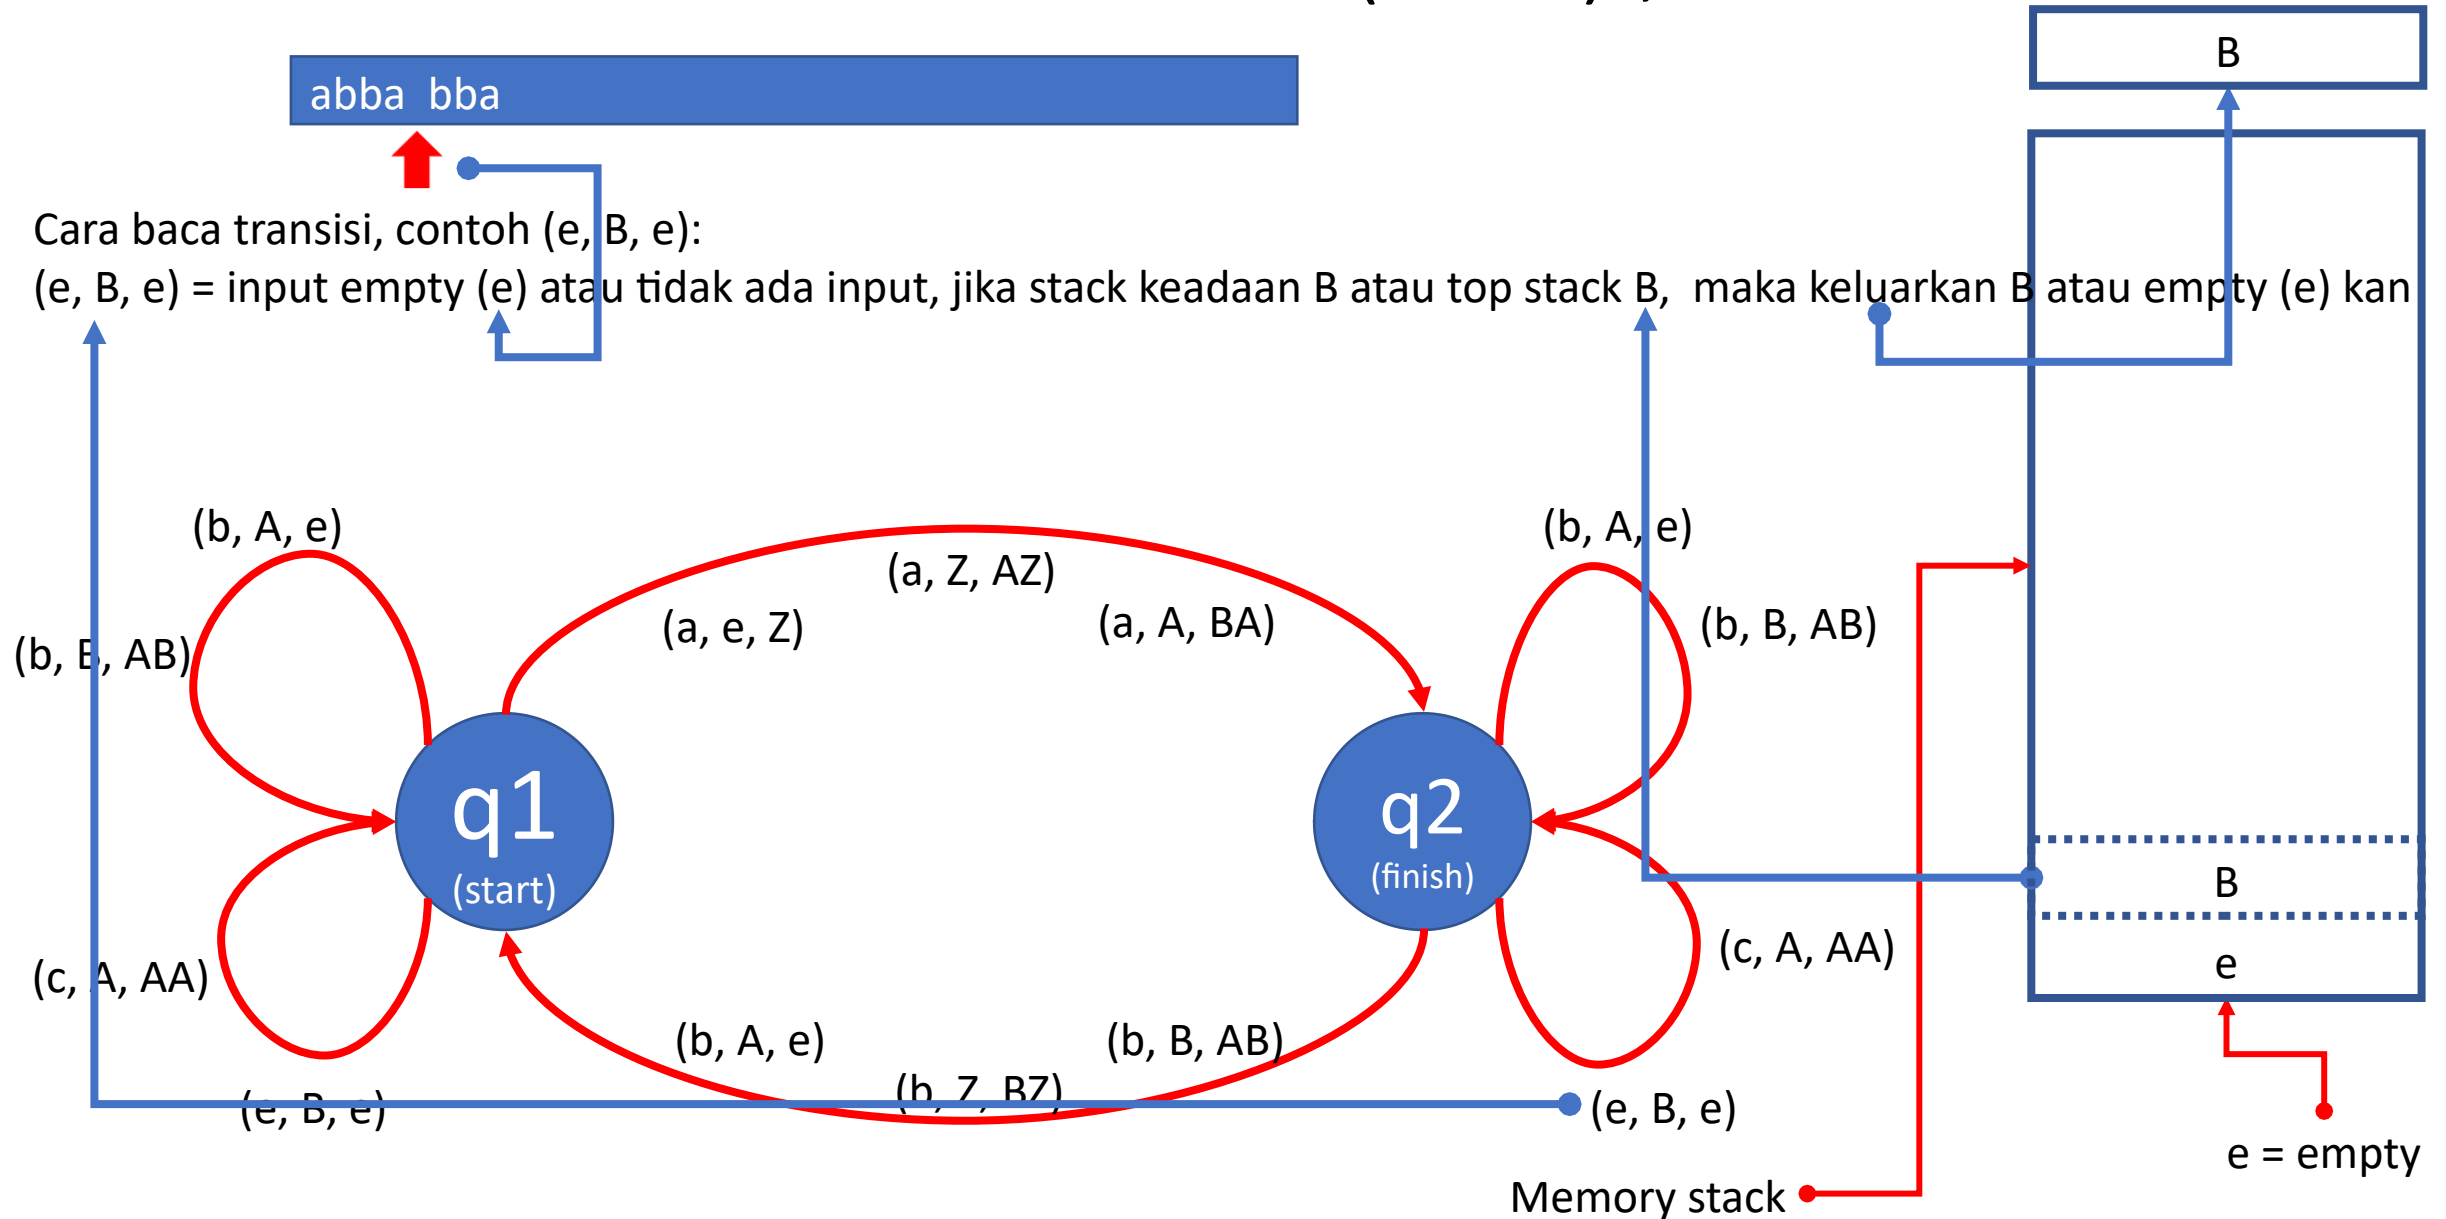 B
abba bba
Cara baca transisi, contoh (e, B, e):
(e, B, e) = input empty (e) atau tidak ada input, jika stack keadaan B atau top stack B, maka keluarkan B atau empty (e) kan
(b, A, e)
(b, A, e)
(a, Z, AZ)
(a, e, Z)
(a, A, BA)
(b, B, AB)
(b, B, AB)
q1
(start)
q2
(finish)
B
(c, A, AA)
(c, A, AA)
e
(b, A, e)
(b, B, AB)
(b, Z, BZ)
(e, B, e)
(e, B, e)
e = empty
Memory stack